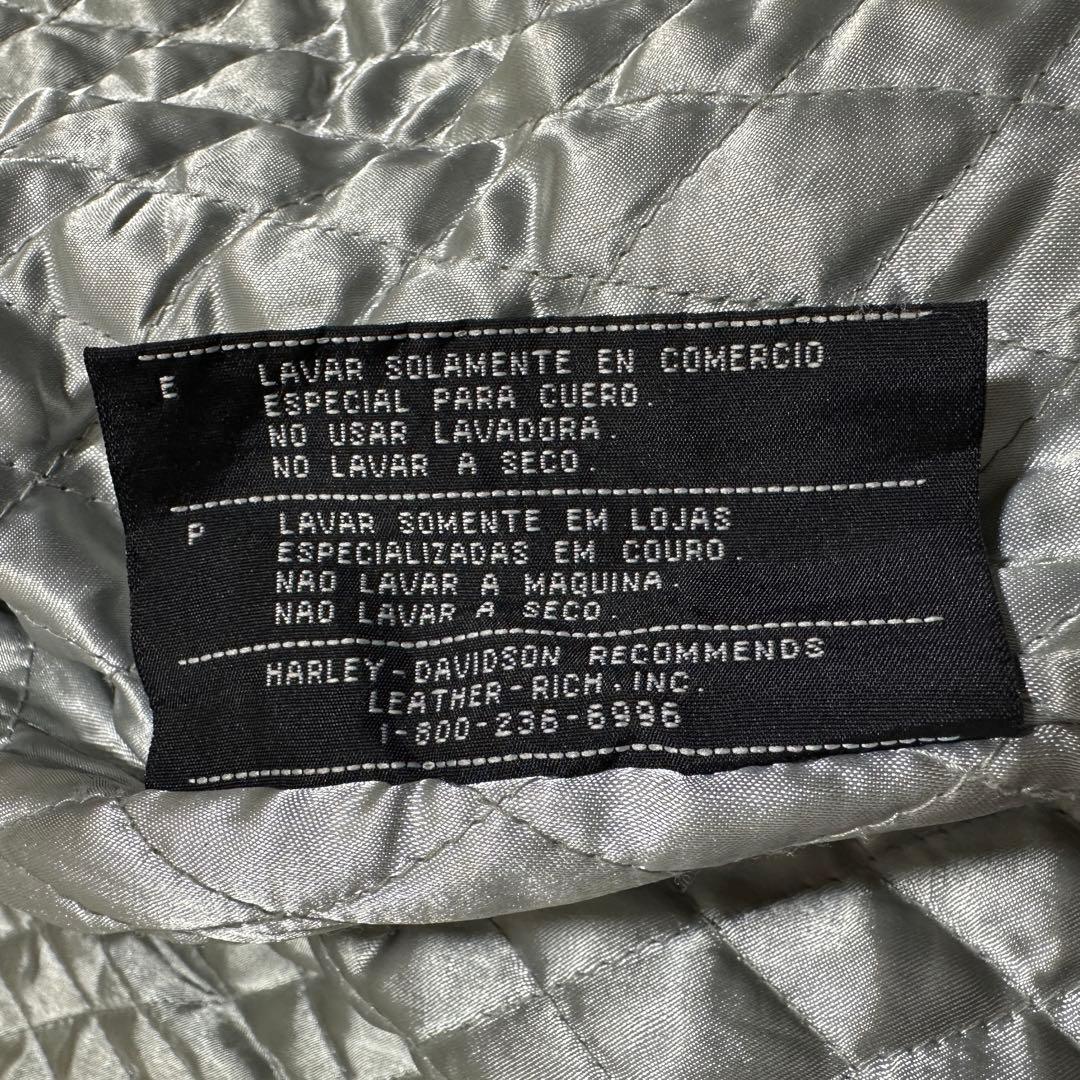 E LAVAR SOLAMENTE EN COMERCIO
ESPECIAL PARA CUERO.
NO USAR LAVADORA.
NO LAVAR A SECO.
P LAVAR SOMENTE EM LOJAS
ESPECIALIZADAS EM COURO.
NAO LAVAR A MAQUINA.
NAO LAVAR A SECO.
HARLEY-DAVIDSON RECOMMENDS
LEATHER-RICH, INC.
1-800-236-6996